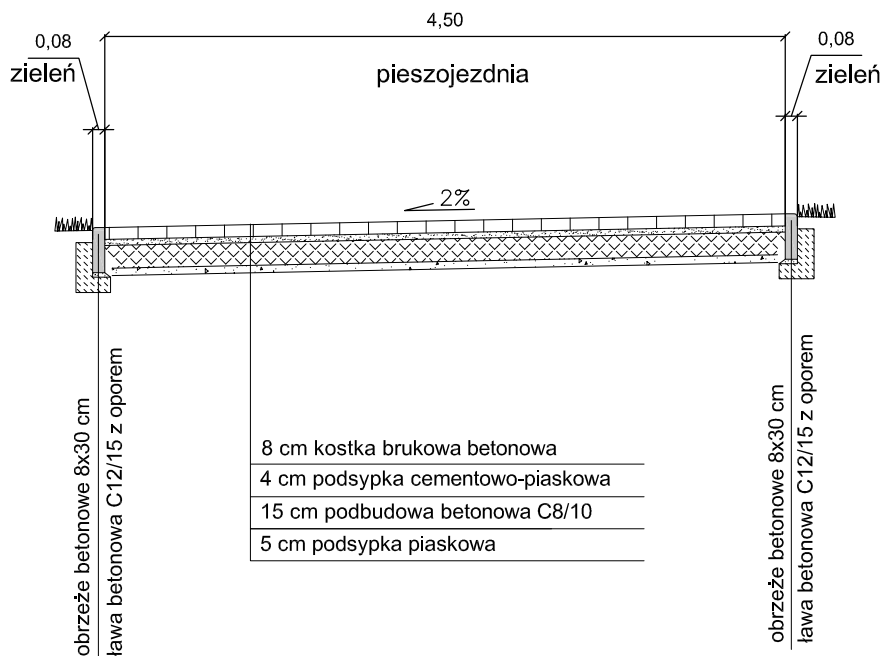 4,50
0,08
0,08
zieleń
pieszojezdnia
zieleń
2%
8 cm kostka brukowa betonowa
4 cm podsypka cementowo-piaskowa
15 cm podbudowa betonowa C8/10
5 cm podsypka piaskowa
obrzeże betonowe 8x30 cm
ława betonowa C12/15 z oporem
obrzeże betonowe 8x30 cm
ława betonowa C12/15 z oporem